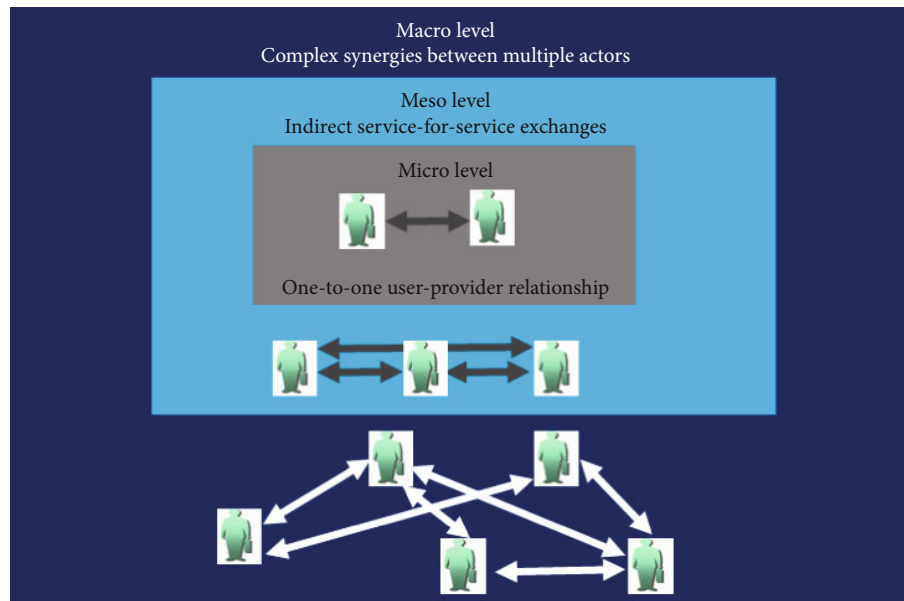 Macro level
Complex synergies between multiple actors
Meso level
Indirect service-for-service exchanges
Micro level
One-to-one user-provider relationship